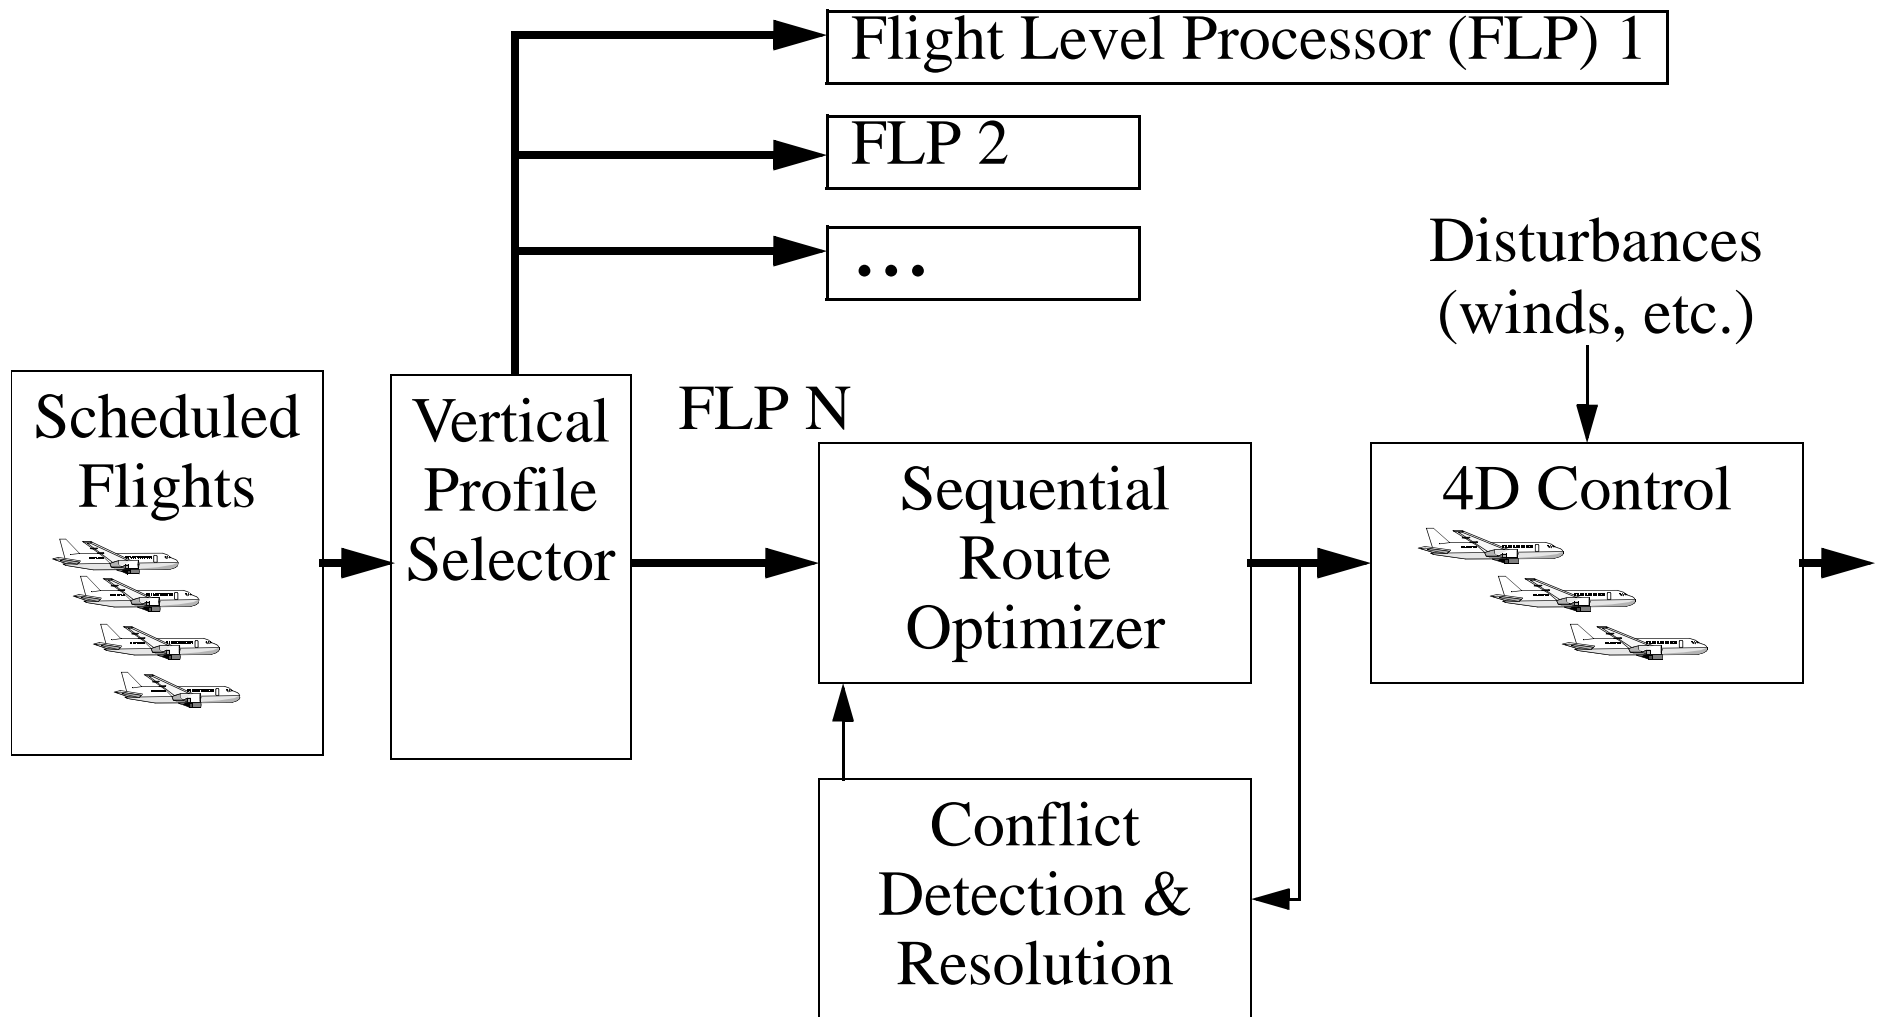 Flight Level Processor (FLP) 1
FLP 2
...
Disturbances
(winds, etc.)
Scheduled
Flights
Vertical
Profile
Selector
FLP N
Sequential
Route
Optimizer
4D Control
Conflict
Detection &
Resolution